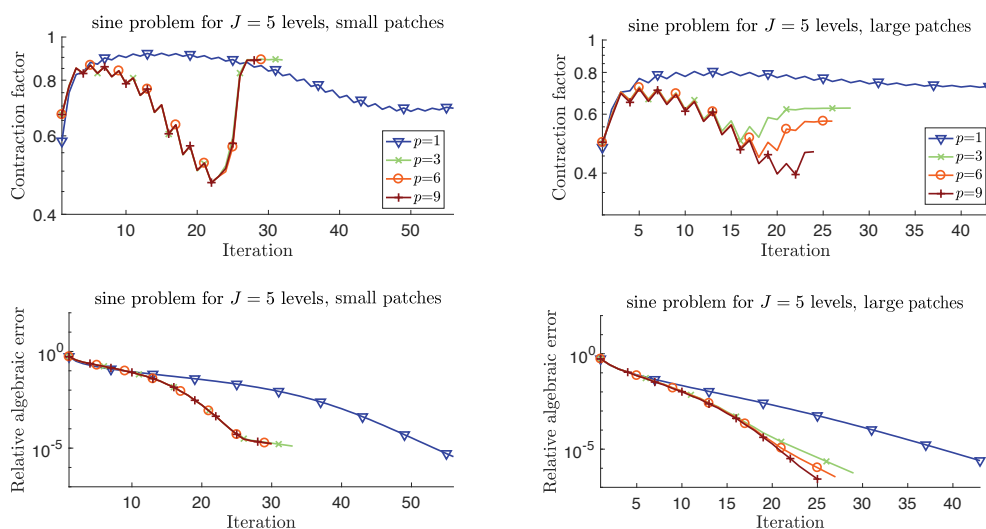 sine problem for J = 5 levels, small patches
Contraction factor
1
0.8
0.6
0.4
10 20 30 40 50
Iteration
p=1
p=3
p=6
p=9
sine problem for J = 5 levels, large patches
Contraction factor
1
0.8
0.6
0.4
5 10 15 20 25 30 35 40
Iteration
p=1
p=3
p=6
p=9
sine problem for J = 5 levels, small patches
Relative algebraic error
10⁰
10⁻⁵
10 20 30 40 50
Iteration
sine problem for J = 5 levels, large patches
Relative algebraic error
10⁰
10⁻⁵
5 10 15 20 25 30 35 40
Iteration